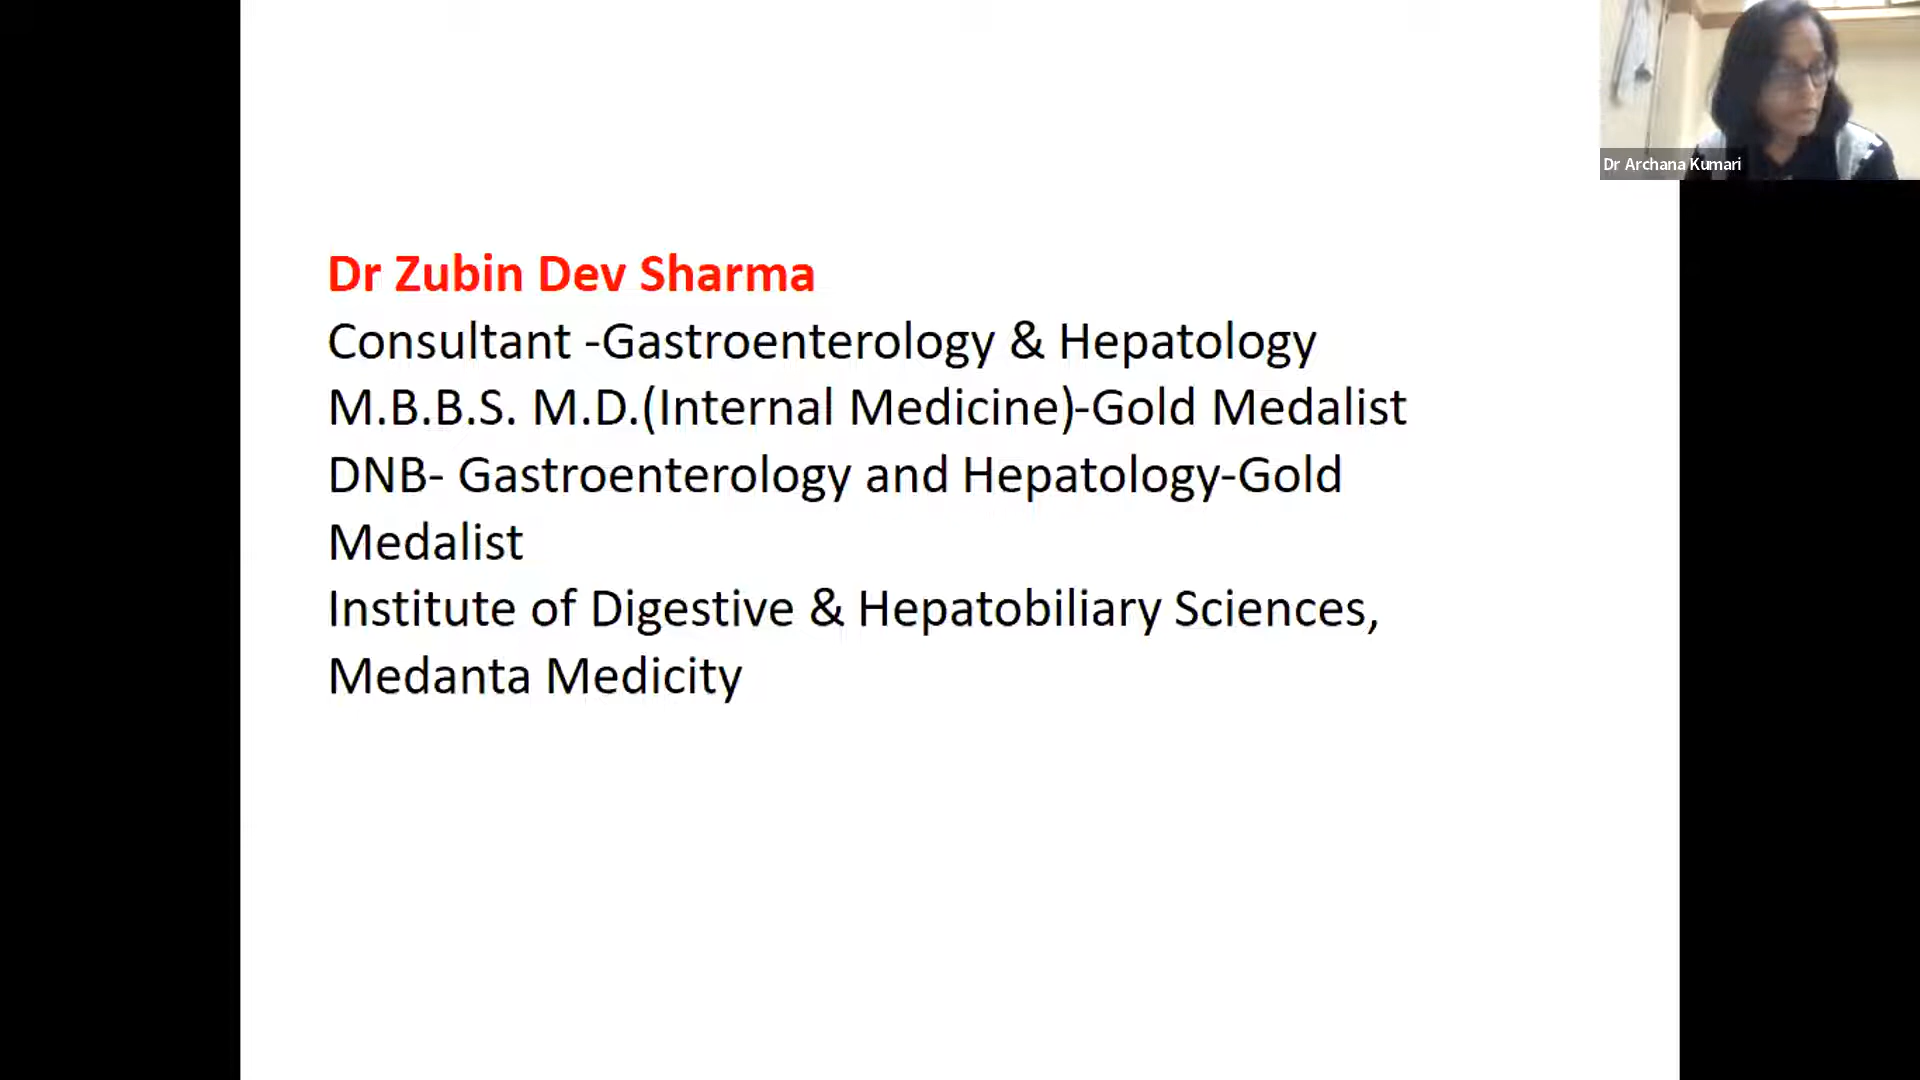 Dr Archana Kumari
Dr Zubin Dev Sharma
Consultant -Gastroenterology & Hepatology
M.B.B.S. M.D.(Internal Medicine)-Gold Medalist
DNB- Gastroenterology and Hepatology-Gold
Medalist
Institute of Digestive & Hepatobiliary Sciences,
Medanta Medicity